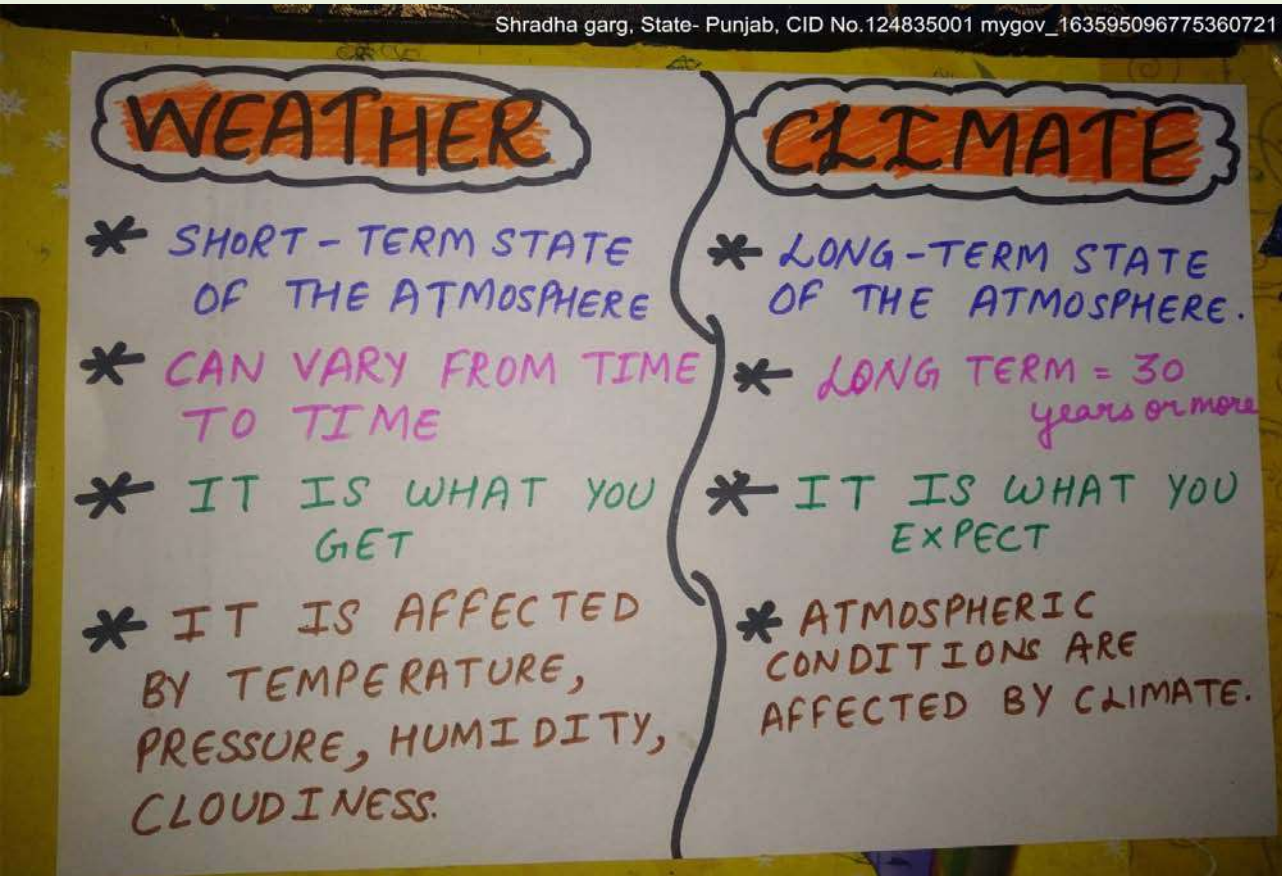 Shradha garg, State- Punjab, CID No.124835001 mygov_163595096775360721
WEATHER
* SHORT-TERM STATE
OF THE ATMOSPHERE
* CAN VARY FROM TIME
TO TIME
* IT IS WHAT YOU
GET
* IT IS AFFECTED
BY TEMPERATURE,
PRESSURE, HUMIDITY,
CLOUDINESS.
CLIMATE
* LONG-TERM STATE
OF THE ATMOSPHERE.
* LONG TERM = 30
years or more
* IT IS WHAT YOU
EXPECT
* ATMOSPHERIC
CONDITIONS ARE
AFFECTED BY CLIMATE.